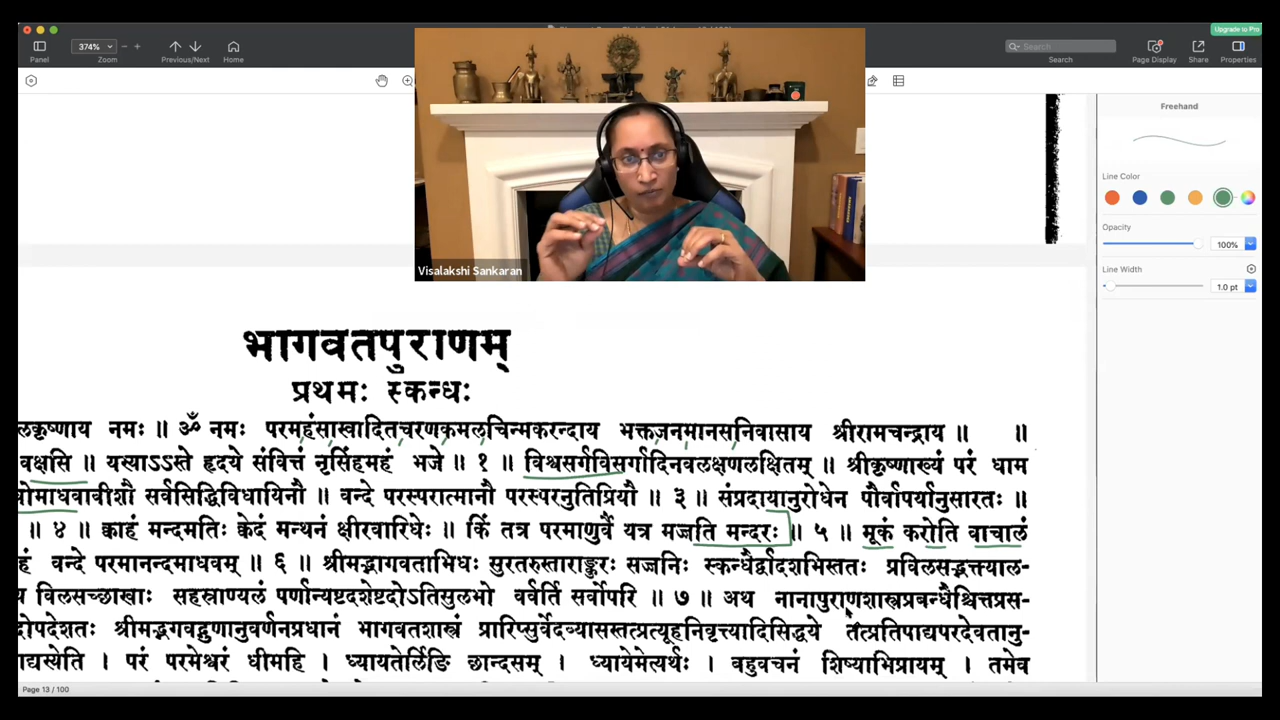 Upgrade to Pro
374%
Search
Panel
Zoom
Previous/Next
Home
Search
Page Display
Share
Properties
Freehand
Line Color
Opacity
100%
Line Width
1.0 pt
Visalakshi Sankaran
भागवतपुराणम्
प्रथमः स्कन्धः
लकृष्णाय नमः ॥ ॐ नमः परमहंसास्वादितचरणकमलचिन्मकरन्दाय भक्तजनमानसनिवासाय श्रीरामचन्द्राय ॥ ॥
वक्षसि ॥ यस्याऽऽस्ते हृदये संवित्तं नृसिंहमहं भजे ॥ १ ॥ विश्वसर्गविसर्गादिनवलक्षणलक्षितम् ॥ श्रीकृष्णाख्यं परं धाम
ोमाधवावीशौ सर्वसिद्धिविधायिनौ ॥ वन्दे परस्परात्मानौ परस्परनुतिप्रियौ ॥ ३ ॥ संप्रदायानुरोधेन पौर्वापर्यानुसारतः ॥
॥ ४ ॥ क्काहं मन्दमतिः क्केदं मन्थनं क्षीरवारिधेः ॥ किं तत्र परमाणुर्वै यत्र मज्जति मन्दरः ॥ ५ ॥ मूकं करोति वाचालं
हं वन्दे परमानन्दमाधवम् ॥ ६ ॥ श्रीमद्भागवताभिधः सुरतरुस्ताराङ्कुरः सज्जनिः स्कन्धैर्द्वादशभिस्ततः प्रविलसद्भक्त्याल-
विलसच्छाखाः सहस्राण्यलं पर्णान्यष्टदशेष्टदोऽतिसुलभो वर्वर्ति सर्वोपरि ॥ ७ ॥ अथ नानापुराणशास्त्रप्रबन्धैश्चित्तप्रस-
दोपदेशतः श्रीमद्भगवद्गुणानुवर्णनप्रधानं भागवतशास्त्रं प्रारिप्सुर्वेदव्यासस्तत्प्रत्यूहनिवृत्त्यादिसिद्धये तत्प्रतिपाद्यपरदेवतानु-
द्यस्येति । परं परमेश्वरं धीमहि । ध्यायतेर्लिङि छान्दसम् । ध्यायेमेत्यर्थः । बहुवचनं शिष्याभिप्रायम् । तमेव
Page 13 / 100